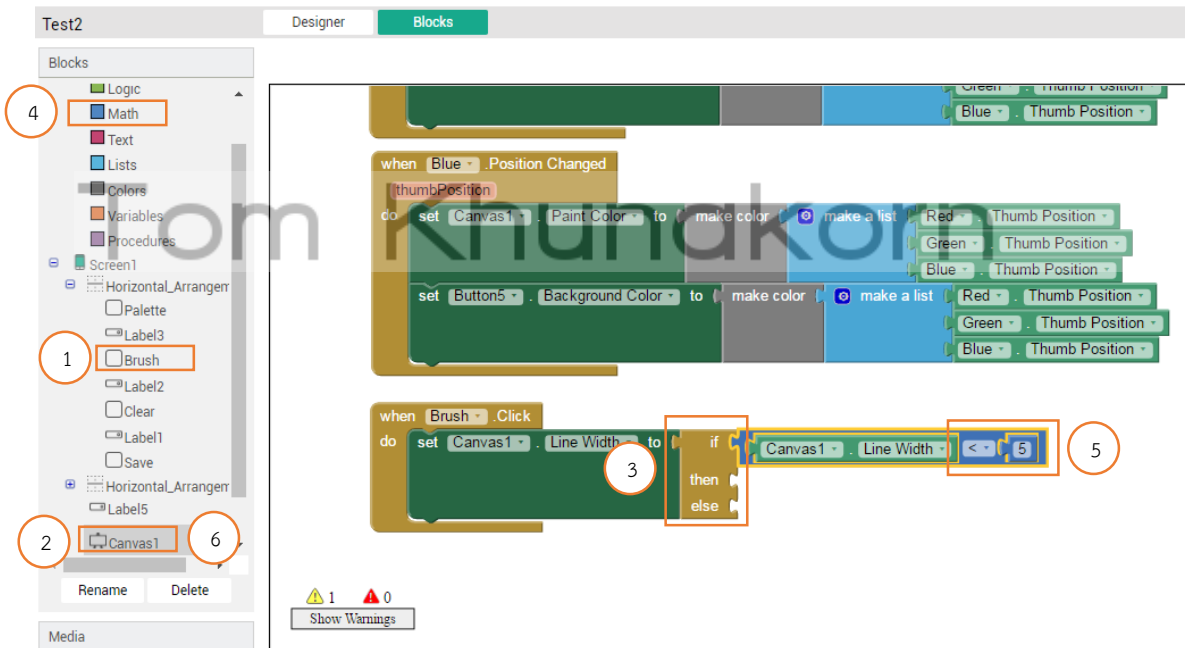 Test2
Designer
Blocks
Blocks
Logic
4
Math
Text
Lists
Colors
Variables
Procedures
Screen1
Horizontal_Arrangem
Palette
Label3
1
Brush
Label2
Clear
Label1
Save
Horizontal_Arrangem
Label5
2
Canvas1
6
Rename
Delete
Media
Green . Thumb Position
Blue . Thumb Position
when Blue .Position Changed
thumbPosition
do set Canvas1 . Paint Color to make color make a list Red . Thumb Position
Green . Thumb Position
Blue . Thumb Position
set Button5 . Background Color to make color make a list Red . Thumb Position
Green . Thumb Position
Blue . Thumb Position
Tom Khunakorn
when Brush .Click
do set Canvas1 . Line Width to if Canvas1 . Line Width < 5
then
else
3
5
1 0
Show Warnings